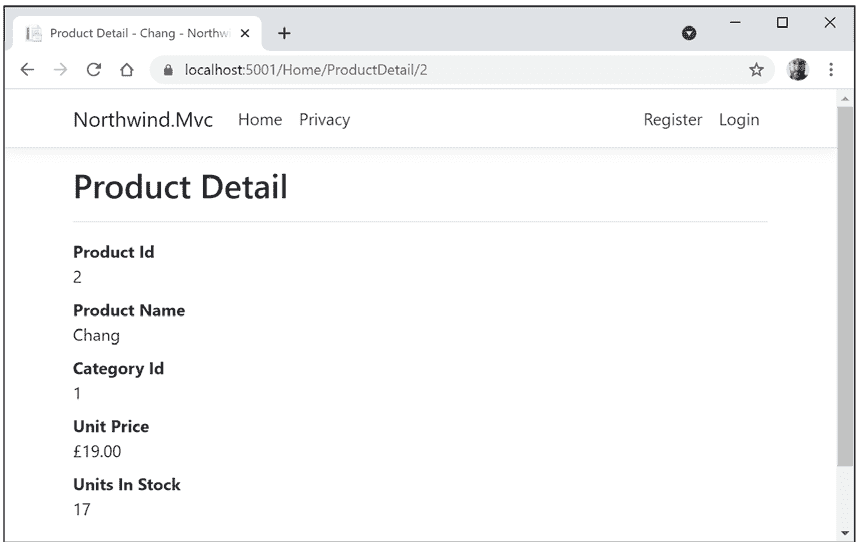 Product Detail - Chang - Northwi
localhost:5001/Home/ProductDetail/2
Northwind.Mvc Home Privacy Register Login
Product Detail
Product Id
2
Product Name
Chang
Category Id
1
Unit Price
£19.00
Units In Stock
17